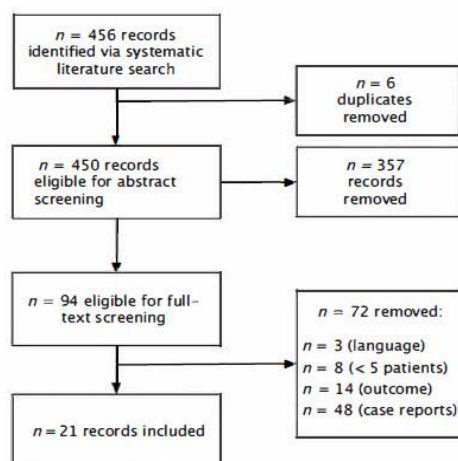 n = 456 records
identified via systematic
literature search
n = 6
duplicates
removed
n = 450 records
eligible for abstract
screening
n = 357
records
removed
n = 94 eligible for full-
text screening
n = 72 removed:
n = 3 (language)
n = 8 (< 5 patients)
n = 14 (outcome)
n = 48 (case reports)
n = 21 records included